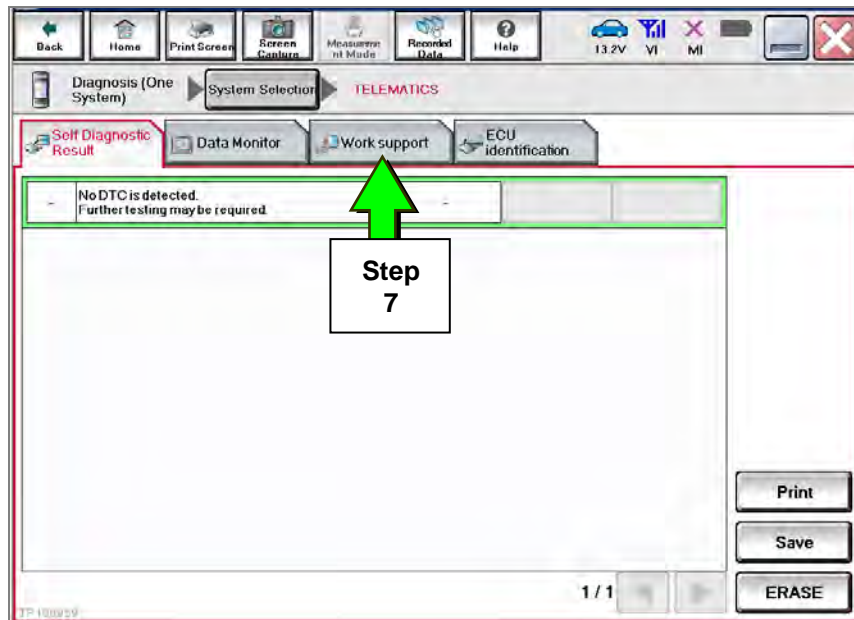 Back
Home
Print Screen
Screen Capture
Measureme nt Mode
Recorded Data
Help
13.2V
VI
MI
Diagnosis (One System)
System Selection
TELEMATICS
Self Diagnostic Result
Data Monitor
Work support
ECU identification
-
No DTC is detected.
Further testing may be required.
-
Step
7
Print
Save
1 / 1
ERASE